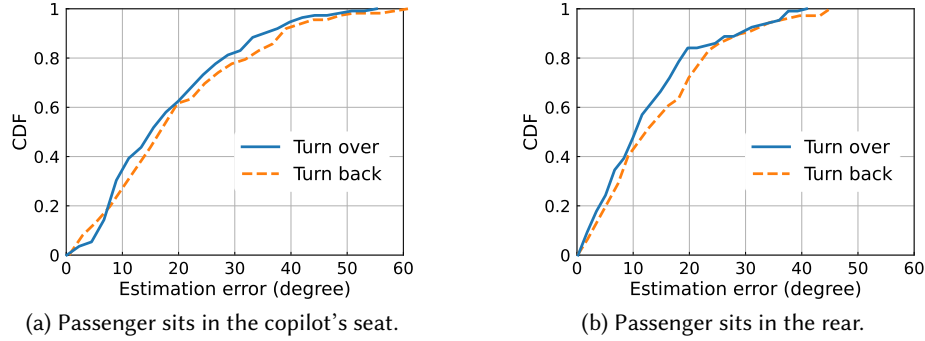 1
0.8
0.6
0.4
0.2
0
CDF
Turn over
Turn back
0 10 20 30 40 50 60
Estimation error (degree)
(a) Passenger sits in the copilot's seat.
1
0.8
0.6
0.4
0.2
0
CDF
Turn over
Turn back
0 10 20 30 40 50 60
Estimation error (degree)
(b) Passenger sits in the rear.